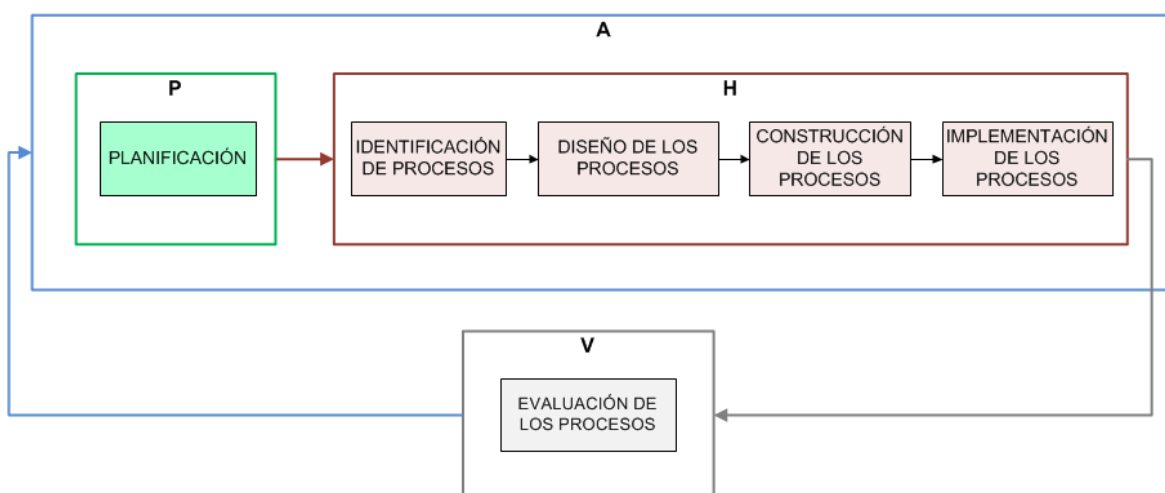 A
P
H
PLANIFICACIÓN
IDENTIFICACIÓN
DE PROCESOS
DISEÑO DE LOS
PROCESOS
CONSTRUCCIÓN
DE LOS
PROCESOS
IMPLEMENTACIÓN
DE LOS
PROCESOS
V
EVALUACIÓN DE
LOS PROCESOS